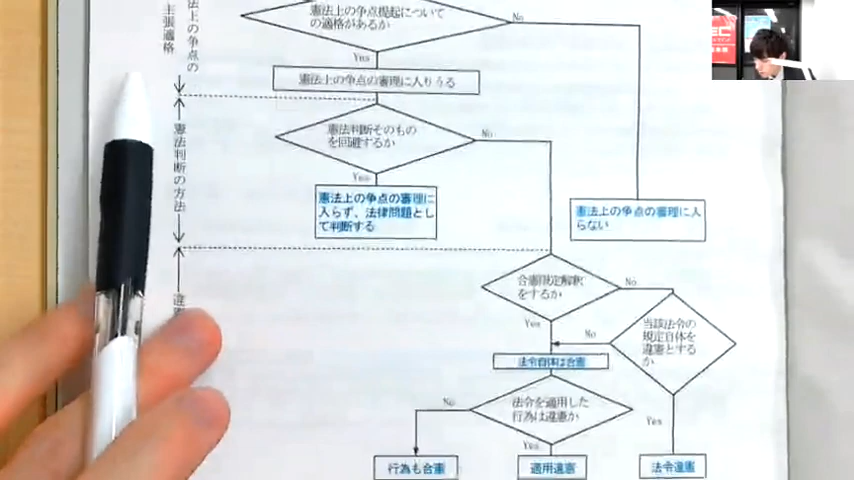 法上の争点の
主張適格
憲法上の争点提起について
の適格があるか
No
Yes
憲法上の争点の審理に入りうる
憲法判断の方法
憲法判断そのもの
を回避するか
No
Yes
憲法上の争点の審理に
入らず、法律問題とし
て判断する
憲法上の争点の審理に入
らない
違
合憲限定解釈
をするか
No
Yes
当該法令の
規定自体を
違憲とする
か
No
Yes
法令自体は合憲
法令を適用した
行為は違憲か
No
Yes
行為も合憲
適用違憲
法令違憲